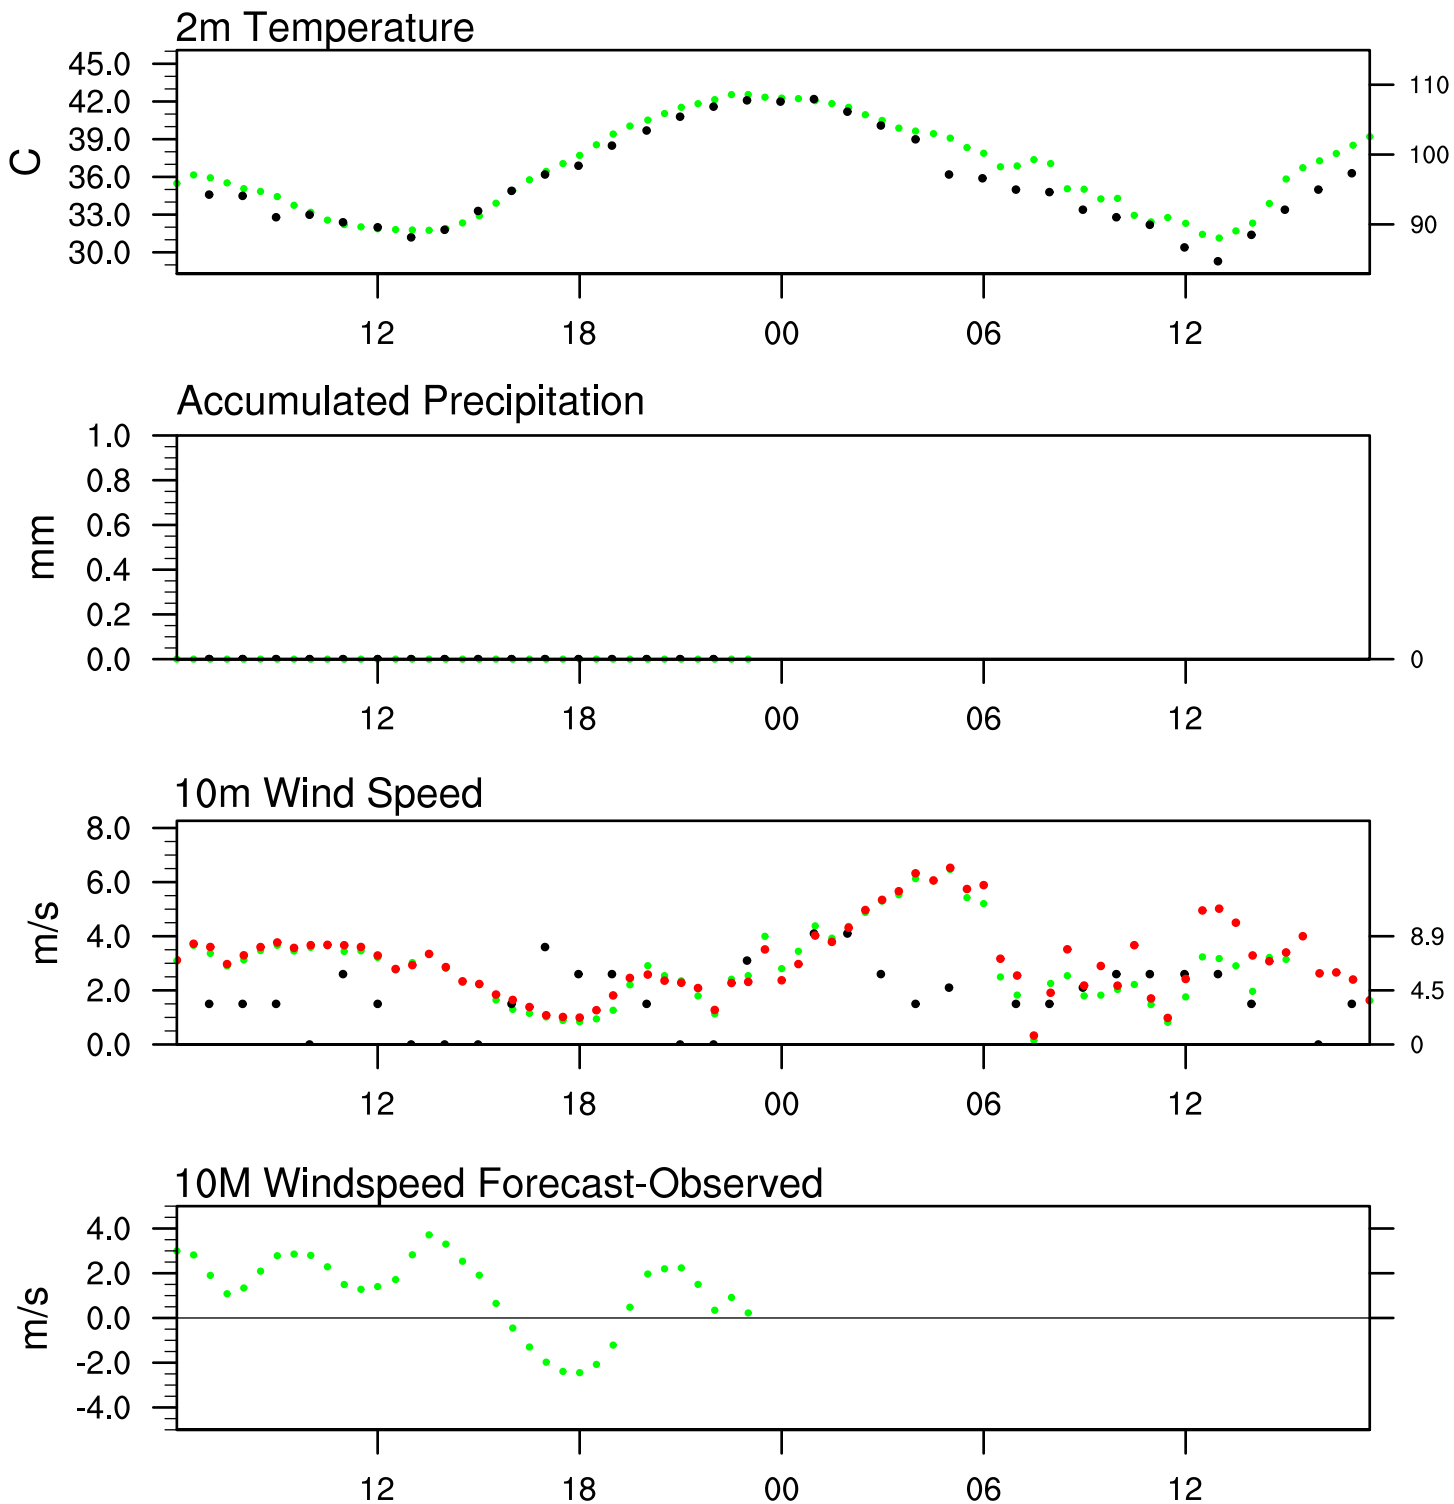 2m Temperature
45.0
42.0
39.0
36.0
33.0
30.0
C
110
100
90
12 18 00 06 12
Accumulated Precipitation
1.0
0.8
0.6
0.4
0.2
0.0
mm
0
12 18 00 06 12
10m Wind Speed
8.0
6.0
4.0
2.0
0.0
m/s
8.9
4.5
0
12 18 00 06 12
10M Windspeed Forecast-Observed
4.0
2.0
0.0
-2.0
-4.0
m/s
12 18 00 06 12